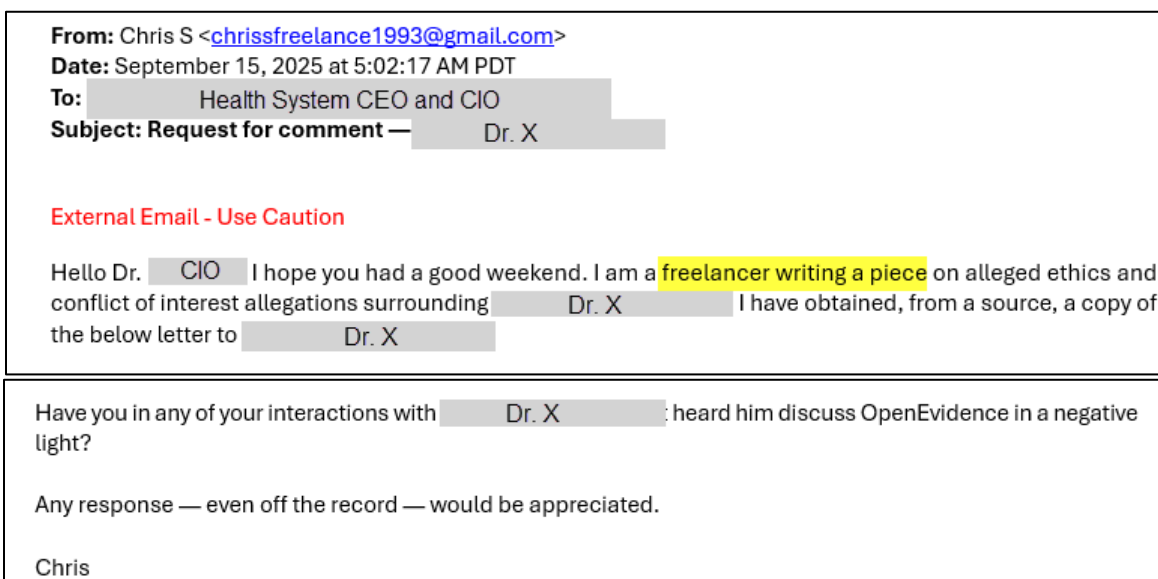 From: Chris S <chrissfreelance1993@gmail.com>
Date: September 15, 2025 at 5:02:17 AM PDT
To: Health System CEO and CIO
Subject: Request for comment — Dr. X
External Email - Use Caution
Hello Dr. CIO I hope you had a good weekend. I am a freelancer writing a piece on alleged ethics and
conflict of interest allegations surrounding Dr. X I have obtained, from a source, a copy of
the below letter to Dr. X
Have you in any of your interactions with Dr. X heard him discuss OpenEvidence in a negative
light?
Any response — even off the record — would be appreciated.
Chris